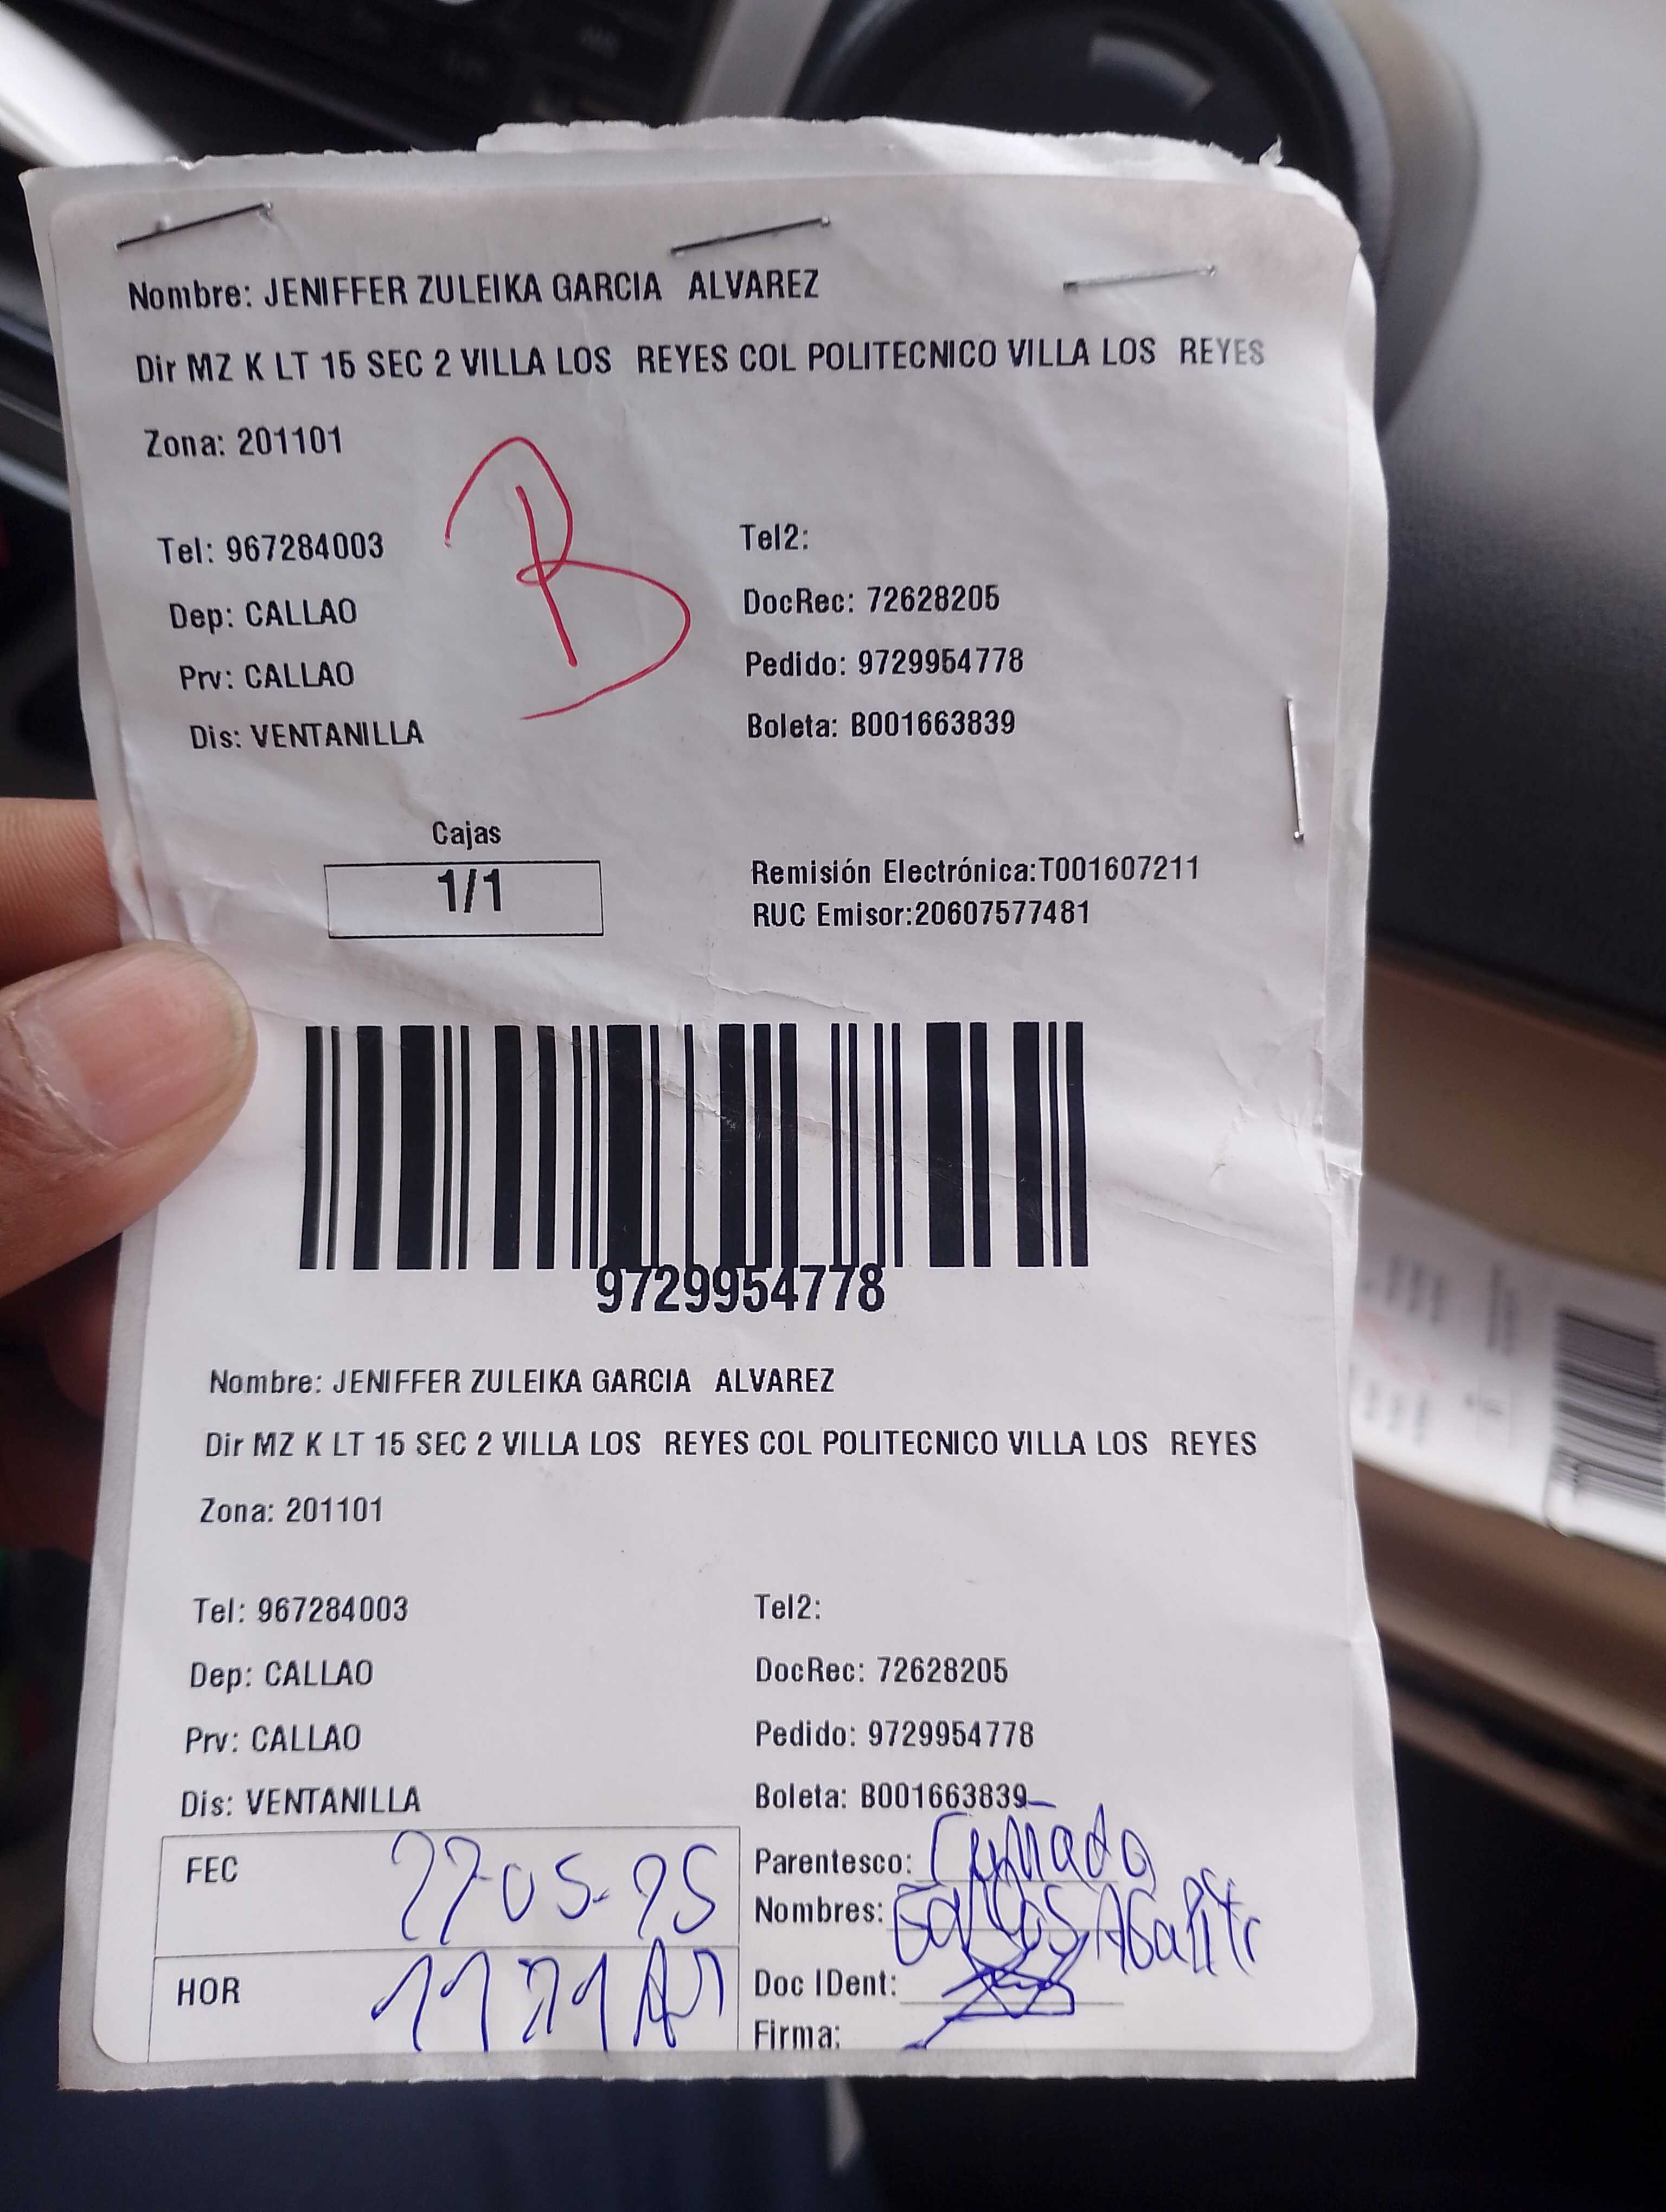 Nombre: JENIFFER ZULEIKA GARCIA ALVAREZ
Dir MZ K LT 15 SEC 2 VILLA LOS REYES COL POLITECNICO VILLA LOS REYES
Zona: 201101
B
Tel: 967284003
Tel2:
Dep: CALLAO
DocRec: 72628205
Prv: CALLAO
Pedido: 9729954778
Dis: VENTANILLA
Boleta: B001663839
Cajas
1/1
Remisión Electrónica:T001607211
RUC Emisor:20607577481
9729954778
Nombre: JENIFFER ZULEIKA GARCIA ALVAREZ
Dir MZ K LT 15 SEC 2 VILLA LOS REYES COL POLITECNICO VILLA LOS REYES
Zona: 201101
Tel: 967284003
Tel2:
Dep: CALLAO
DocRec: 72628205
Prv: CALLAO
Pedido: 9729954778
Dis: VENTANILLA
Boleta: B001663839
FEC 27-05-25
Parentesco: Cuñado
Nombres: Carlos
HOR
Doc IDent:
Firma: